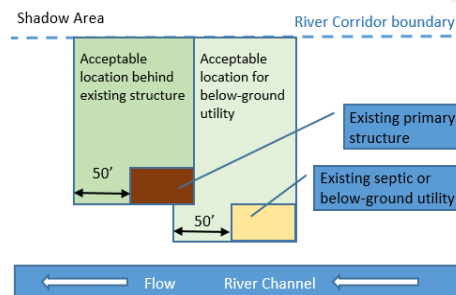 Shadow Area
River Corridor boundary
Acceptable
location behind
existing structure
Acceptable
location for
below-ground
utility
Existing primary
structure
50'
Existing septic or
below-ground utility
50'
Flow
River Channel